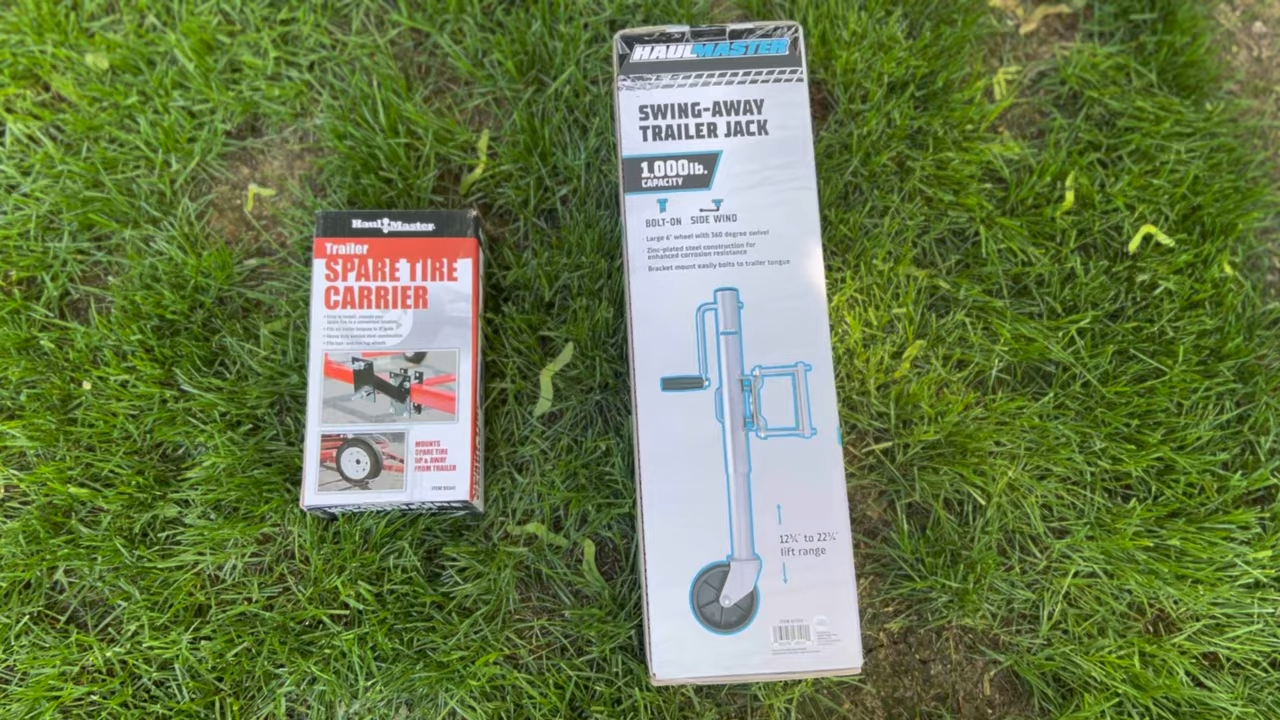 Haul Master
Trailer
SPARE TIRE
CARRIER
MOUNTS
SPARE TIRE
UP & AWAY
FROM TRAILER
HAULMASTER
SWING-AWAY
TRAILER JACK
1,000lb.
CAPACITY
BOLT-ON SIDE WIND
· Large 6" wheel with 360 degree swivel
· Zinc-plated steel construction for
enhanced corrosion resistance
· Bracket mount easily bolts to trailer tongue
12¾" to 22¾"
lift range